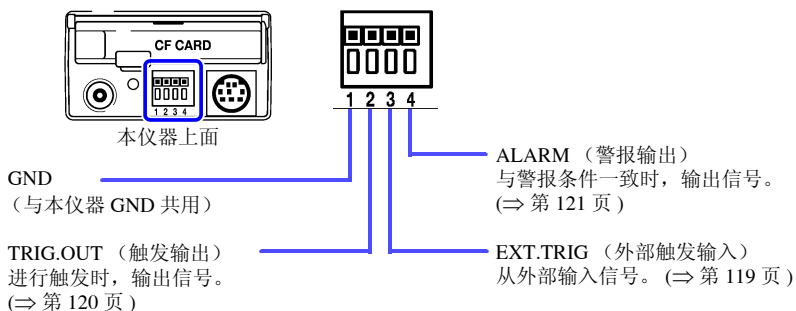 CF CARD
1 2 3 4
本仪器上面
1 2 3 4
GND
（与本仪器 GND 共用）
TRIG.OUT （触发输出）
进行触发时，输出信号。
(⇒ 第 120 页 )
ALARM （警报输出）
与警报条件一致时，输出信号。
(⇒ 第 121 页 )
EXT.TRIG （外部触发输入）
从外部输入信号。 (⇒ 第 119 页 )